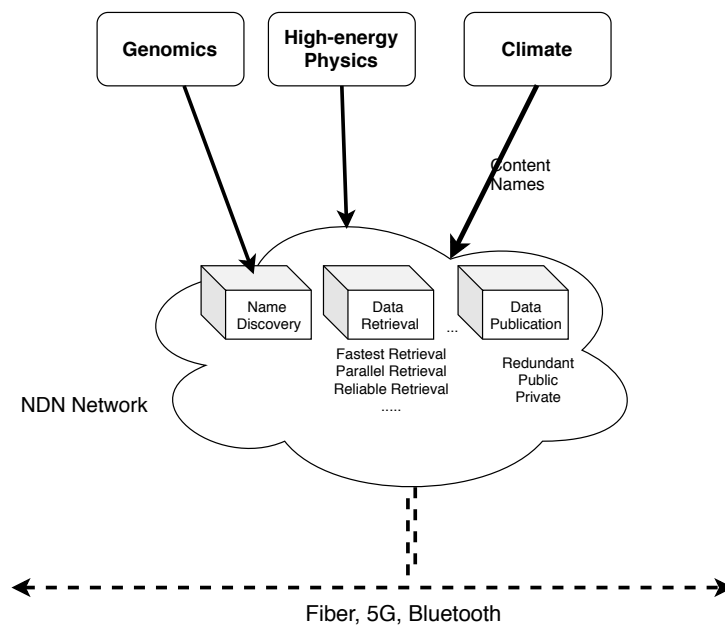 Genomics
High-energy
Physics
Climate
Content
Names
Name
Discovery
Data
Retrieval
...
Data
Publication
Fastest Retrieval
Parallel Retrieval
Reliable Retrieval
.....
Redundant
Public
Private
NDN Network
Fiber, 5G, Bluetooth